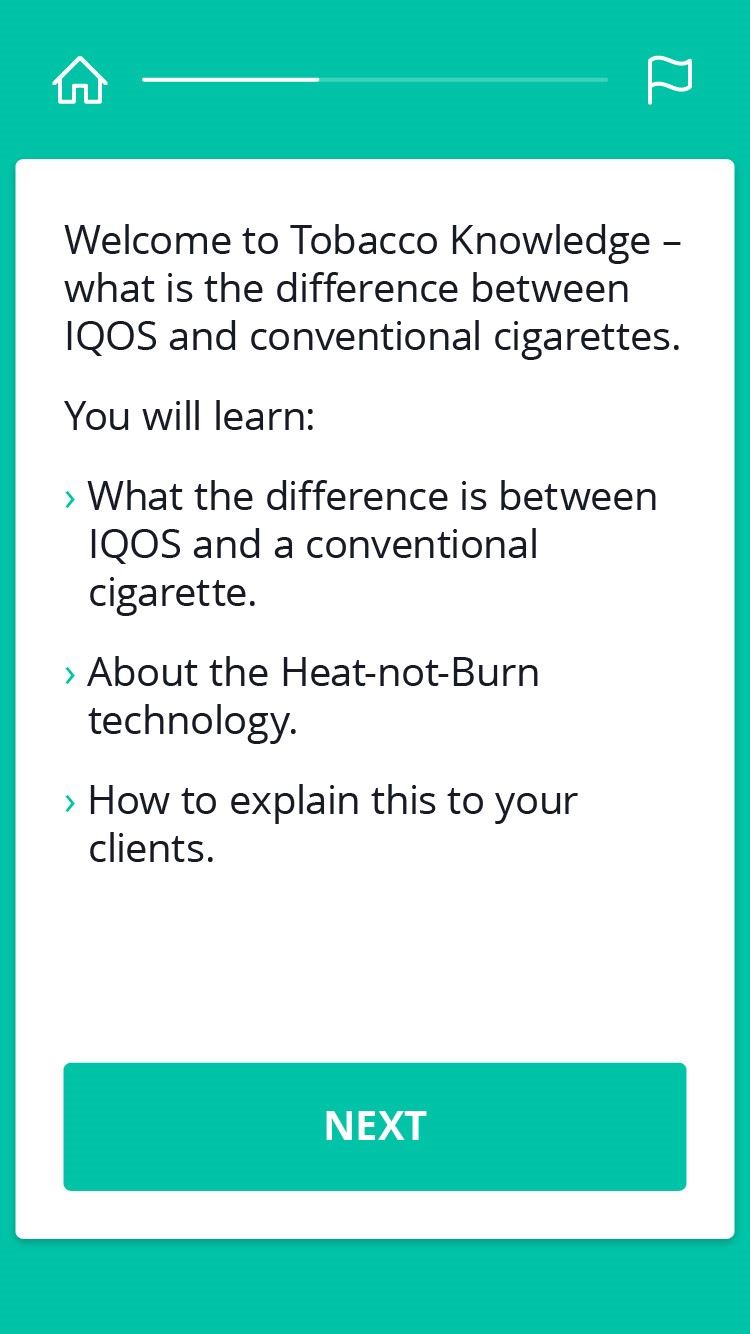 Welcome to Tobacco Knowledge –
what is the difference between
IQOS and conventional cigarettes.
You will learn:
› What the difference is between
IQOS and a conventional
cigarette.
› About the Heat-not-Burn
technology.
› How to explain this to your
clients.
NEXT